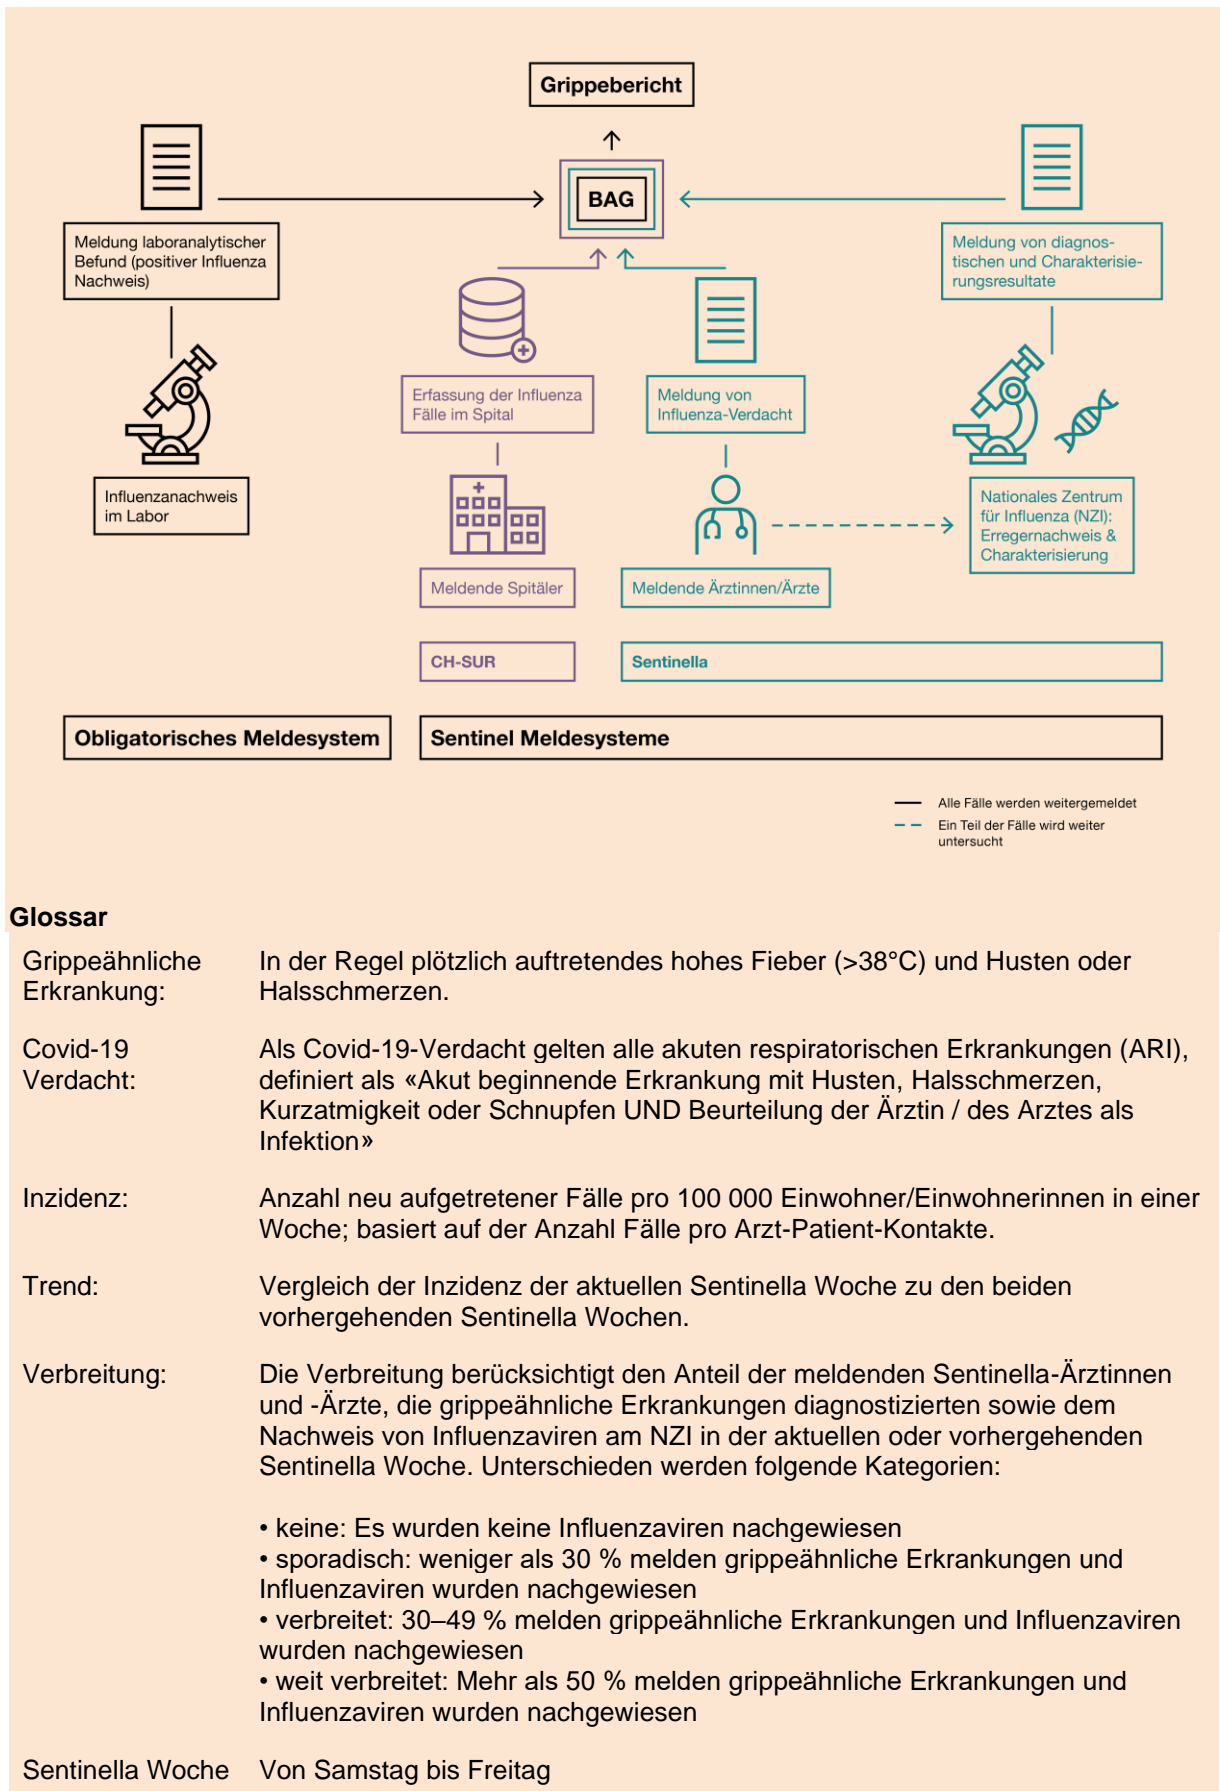 Grippebericht
BAG
Meldung laboranalytischer
Befund (positiver Influenza
Nachweis)
Meldung von diagnos-
tischen und Charakterisie-
rungsresultate
Erfassung der Influenza
Fälle im Spital
Meldung von
Influenza-Verdacht
Influenzanachweis
im Labor
Nationales Zentrum
für Influenza (NZI):
Erregernachweis &
Charakterisierung
Meldende Spitäler
Meldende Ärztinnen/Ärzte
CH-SUR
Sentinella
Obligatorisches Meldesystem
Sentinel Meldesysteme
Alle Fälle werden weitergemeldet
Ein Teil der Fälle wird weiter
untersucht
Glossar
Grippeähnliche
Erkrankung:
In der Regel plötzlich auftretendes hohes Fieber (>38°C) und Husten oder
Halsschmerzen.
Covid-19
Verdacht:
Als Covid-19-Verdacht gelten alle akuten respiratorischen Erkrankungen (ARI),
definiert als «Akut beginnende Erkrankung mit Husten, Halsschmerzen,
Kurzatmigkeit oder Schnupfen UND Beurteilung der Ärztin / des Arztes als
Infektion»
Inzidenz:
Anzahl neu aufgetretener Fälle pro 100 000 Einwohner/Einwohnerinnen in einer
Woche; basiert auf der Anzahl Fälle pro Arzt-Patient-Kontakte.
Trend:
Vergleich der Inzidenz der aktuellen Sentinella Woche zu den beiden
vorhergehenden Sentinella Wochen.
Verbreitung:
Die Verbreitung berücksichtigt den Anteil der meldenden Sentinella-Ärztinnen
und -Ärzte, die grippeähnliche Erkrankungen diagnostizierten sowie dem
Nachweis von Influenzaviren am NZI in der aktuellen oder vorhergehenden
Sentinella Woche. Unterschieden werden folgende Kategorien:
• keine: Es wurden keine Influenzaviren nachgewiesen
• sporadisch: weniger als 30 % melden grippeähnliche Erkrankungen und
Influenzaviren wurden nachgewiesen
• verbreitet: 30–49 % melden grippeähnliche Erkrankungen und Influenzaviren
wurden nachgewiesen
• weit verbreitet: Mehr als 50 % melden grippeähnliche Erkrankungen und
Influenzaviren wurden nachgewiesen
Sentinella Woche
Von Samstag bis Freitag